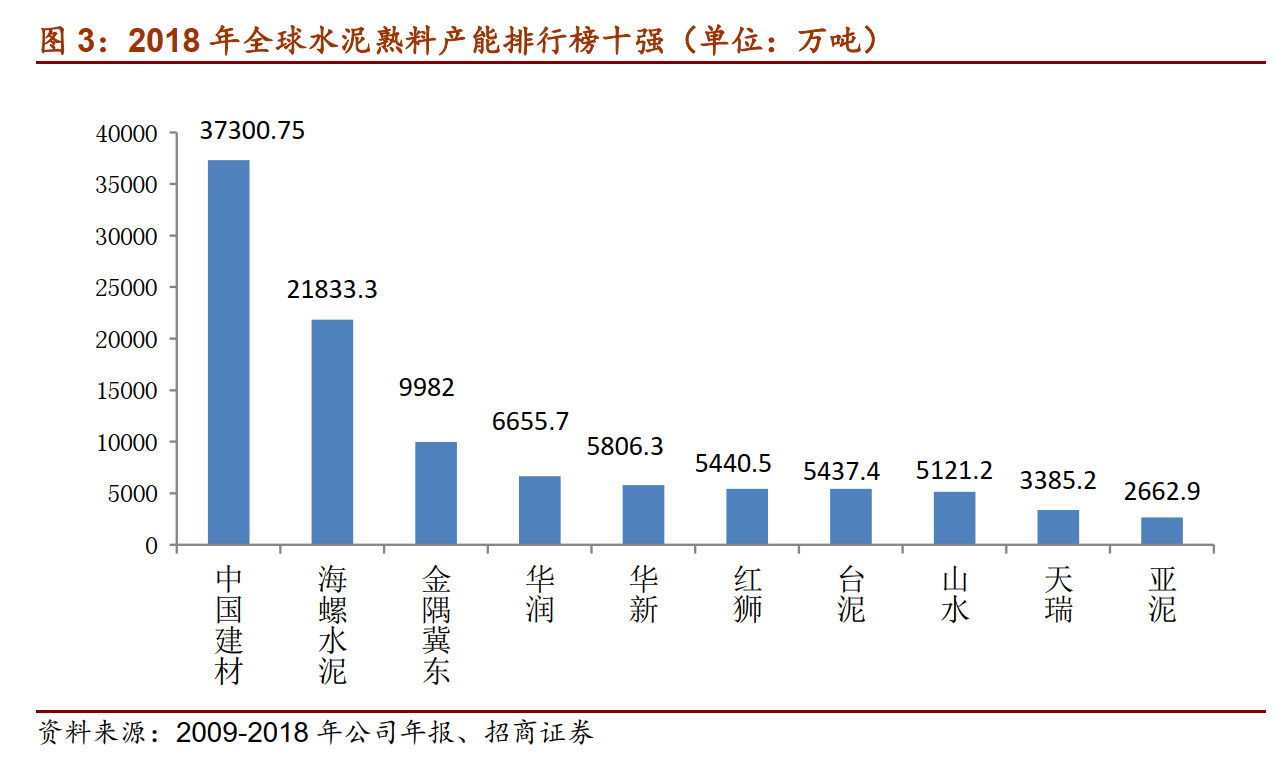 图 3：2018 年全球水泥熟料产能排行榜十强（单位：万吨）
40000
35000
30000
25000
20000
15000
10000
5000
0
37300.75
21833.3
9982
6655.7
5806.3
5440.5
5437.4
5121.2
3385.2
2662.9
中国建材
海螺水泥
金隅冀东
华润
华新
红狮
台泥
山水
天瑞
亚泥
资料来源：2009-2018 年公司年报、招商证券